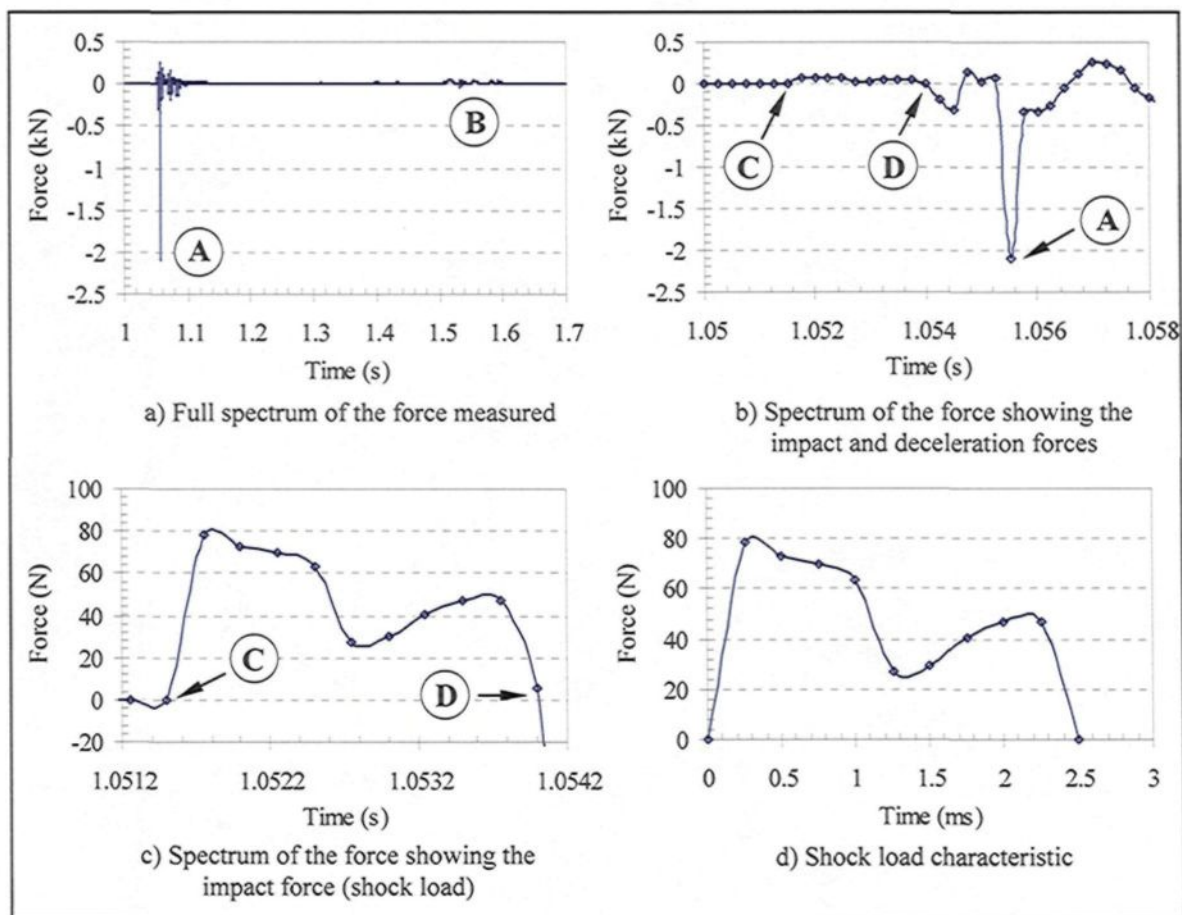 0.5
0
-0.5
-1
-1.5
-2
-2.5
Force (kN)
A
B
1 1.1 1.2 1.3 1.4 1.5 1.6 1.7
Time (s)
a) Full spectrum of the force measured
0.5
0
-0.5
-1
-1.5
-2
-2.5
Force (kN)
C
D
A
1.05 1.052 1.054 1.056 1.058
Time (s)
b) Spectrum of the force showing the
impact and deceleration forces
100
80
60
40
20
0
-20
Force (N)
C
D
1.0512 1.0522 1.0532 1.0542
Time (s)
c) Spectrum of the force showing the
impact force (shock load)
100
80
60
40
20
0
Force (N)
0 0.5 1 1.5 2 2.5 3
Time (ms)
d) Shock load characteristic